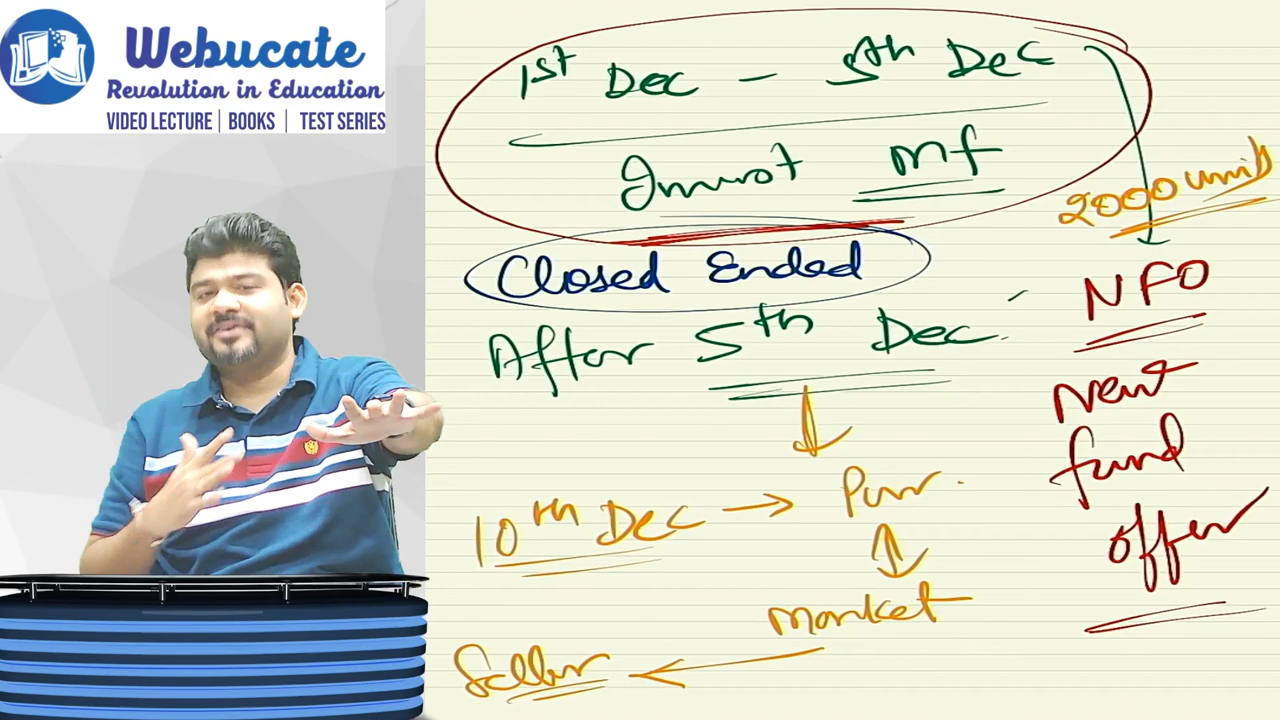 Webucate
Revolution in Education
VIDEO LECTURE | BOOKS | TEST SERIES
1st Dec – 5th Dec
Invest MF
2000 units
Closed Ended
NFO
After 5th Dec.
New
fund
offer
10th Dec → Purr.
Market
Seller